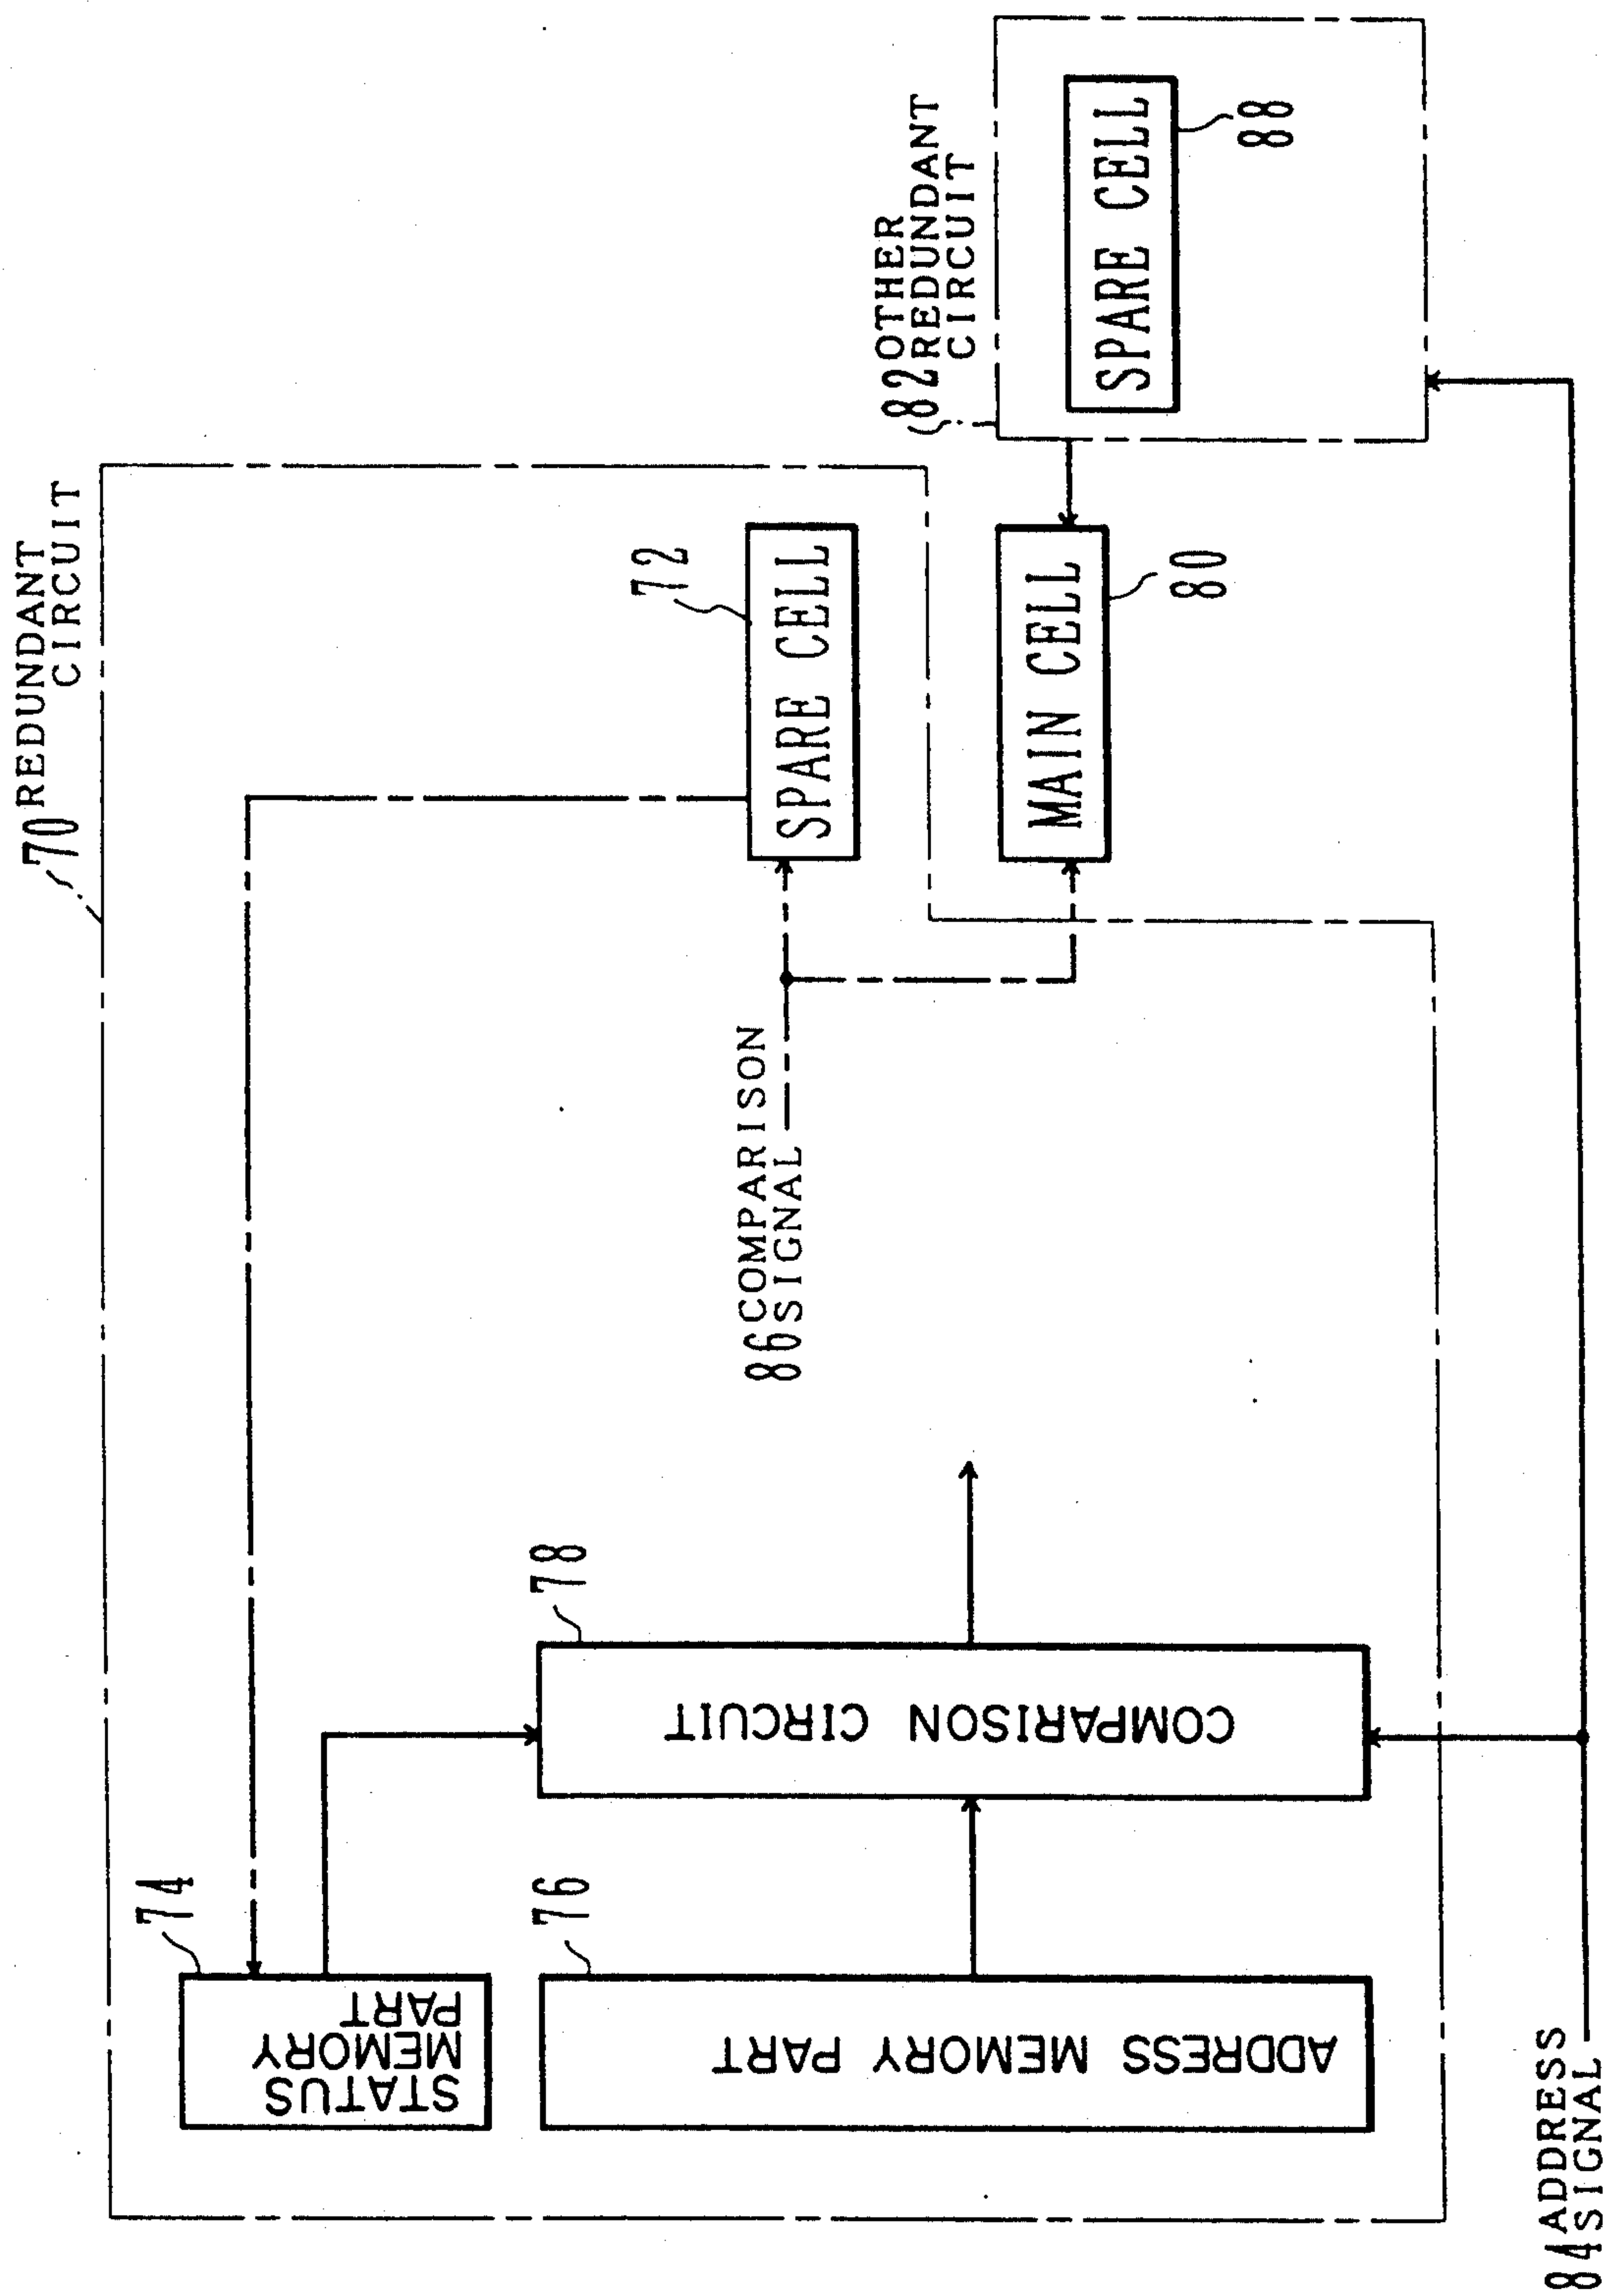 70 REDUNDANT
CIRCUIT
74
STATUS
MEMORY
PART
76
ADDRESS MEMORY PART
78
COMPARISON CIRCUIT
86 COMPARISON
SIGNAL
72
SPARE CELL
MAIN CELL
80
82 OTHER
REDUNDANT
CIRCUIT
SPARE CELL
88
84 ADDRESS
SIGNAL